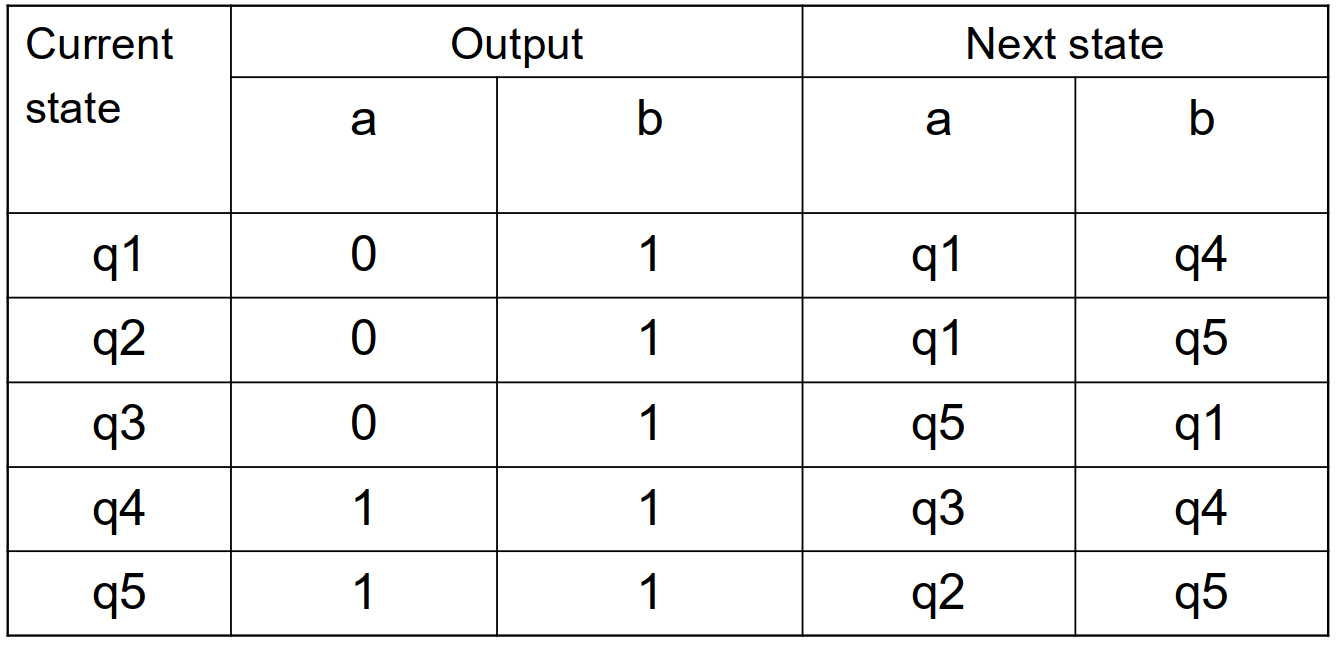 Current state Output Next state
a b a b
q1 0 1 q1 q4
q2 0 1 q1 q5
q3 0 1 q5 q1
q4 1 1 q3 q4
q5 1 1 q2 q5